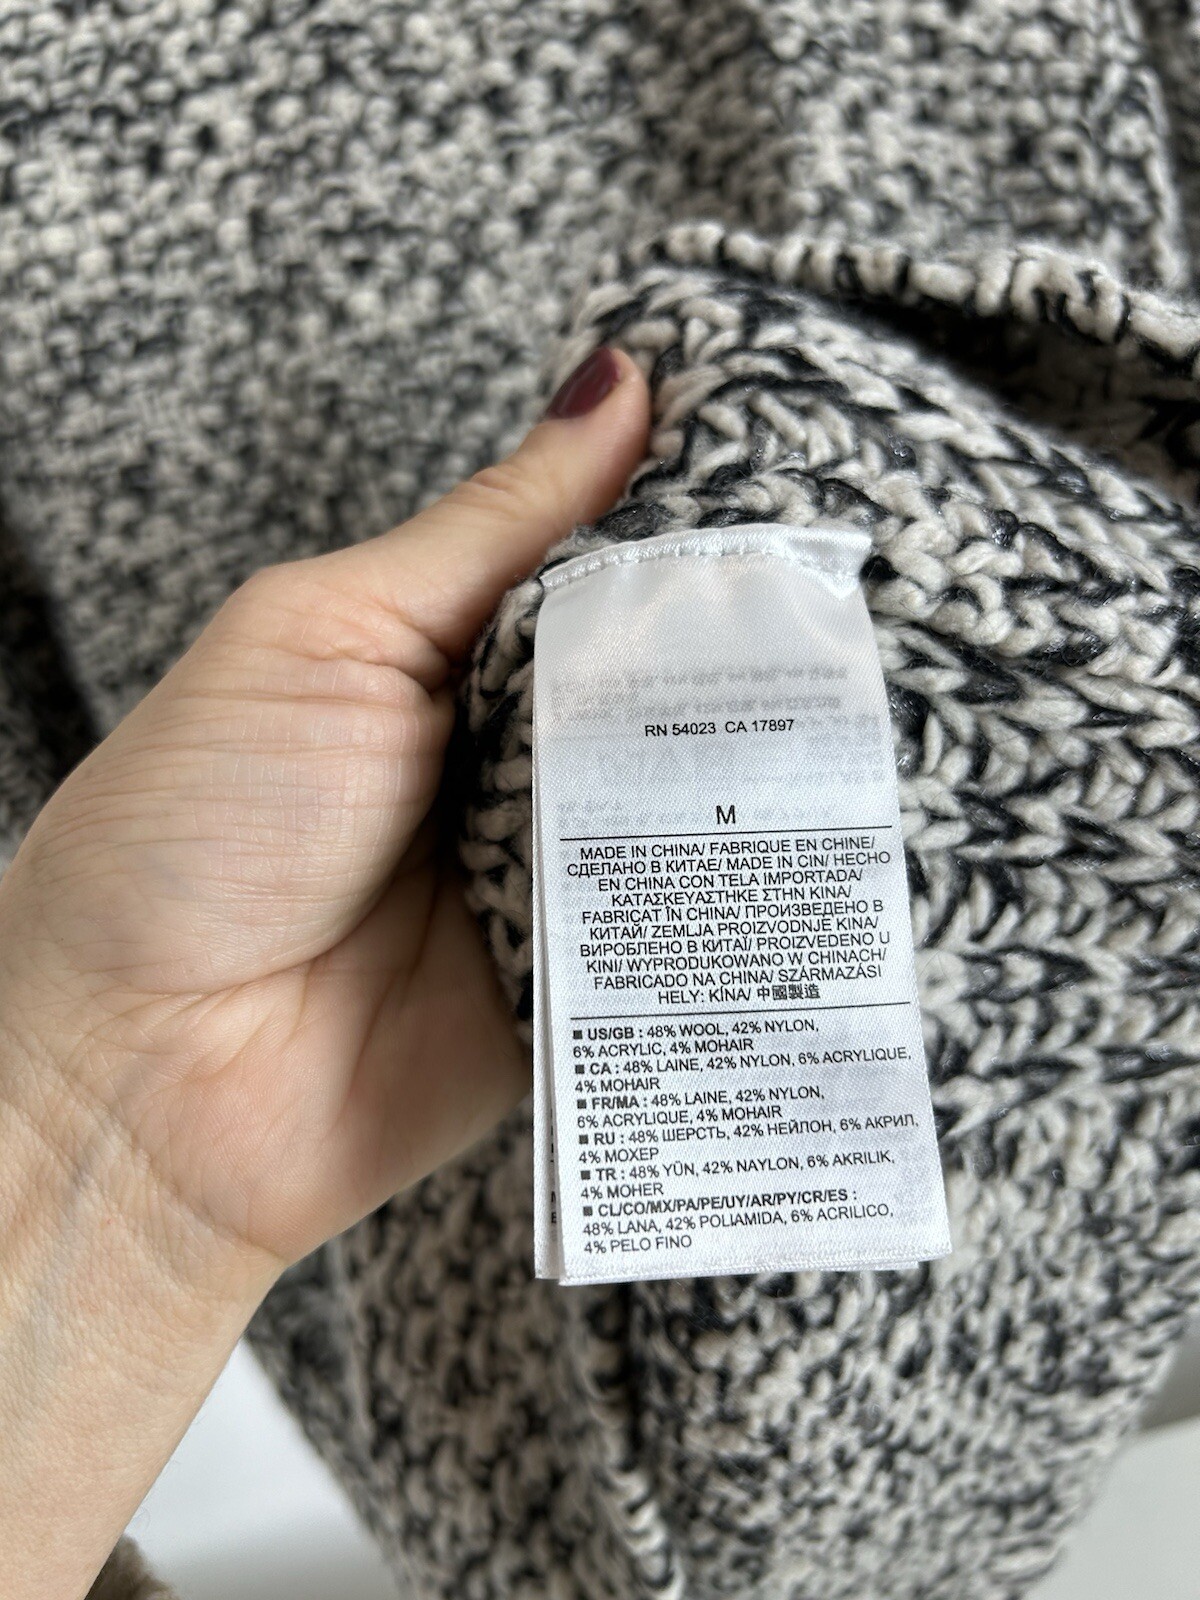 RN 54023 CA 17897
M
MADE IN CHINA/ FABRIQUE EN CHINE/
СДЕЛАНО В КИТАЕ/ MADE IN CIN/ HECHO
EN CHINA CON TELA IMPORTADA/
ΚΑΤΑΣΚΕΥΑΣΤΗΚΕ ΣΤΗΝ ΚΙΝΑ/
FABRICAT ÎN CHINA/ ПРОИЗВЕДЕНО В
КИТАЙ/ ZEMLJA PROIZVODNJE KINA/
ВИРОБЛЕНО В КИТАЇ/ PROIZVEDENO U
KINI/ WYPRODUKOWANO W CHINACH/
FABRICADO NA CHINA/ SZÁRMAZÁSI
HELY: KÍNA/ 中國製造
■ US/GB : 48% WOOL, 42% NYLON,
6% ACRYLIC, 4% MOHAIR
■ CA : 48% LAINE, 42% NYLON, 6% ACRYLIQUE,
4% MOHAIR
■ FR/MA : 48% LAINE, 42% NYLON,
6% ACRYLIQUE, 4% MOHAIR
■ RU : 48% ШЕРСТЬ, 42% НЕЙЛОН, 6% АКРИЛ,
4% МОХЕР
■ TR : 48% YÜN, 42% NAYLON, 6% AKRILIK,
4% MOHER
■ CL/CO/MX/PA/PE/UY/AR/PY/CR/ES :
48% LANA, 42% POLIAMIDA, 6% ACRILICO,
4% PELO FINO